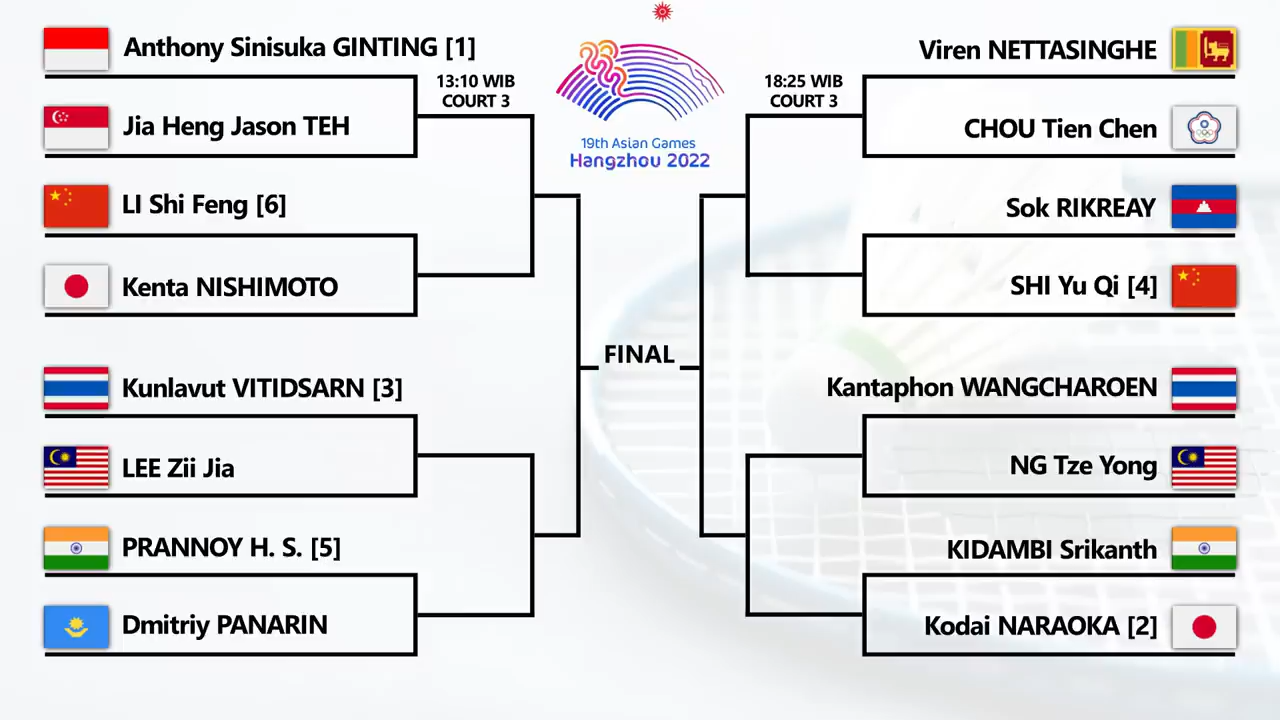 Anthony Sinisuka GINTING [1]
Jia Heng Jason TEH
13:10 WIB
COURT 3
LI Shi Feng [6]
Kenta NISHIMOTO
Kunlavut VITIDSARN [3]
LEE Zii Jia
PRANNOY H. S. [5]
Dmitriy PANARIN
19th Asian Games
Hangzhou 2022
FINAL
Viren NETTASINGHE
CHOU Tien Chen
18:25 WIB
COURT 3
Sok RIKREAY
SHI Yu Qi [4]
Kantaphon WANGCHAROEN
NG Tze Yong
KIDAMBI Srikanth
Kodai NARAOKA [2]